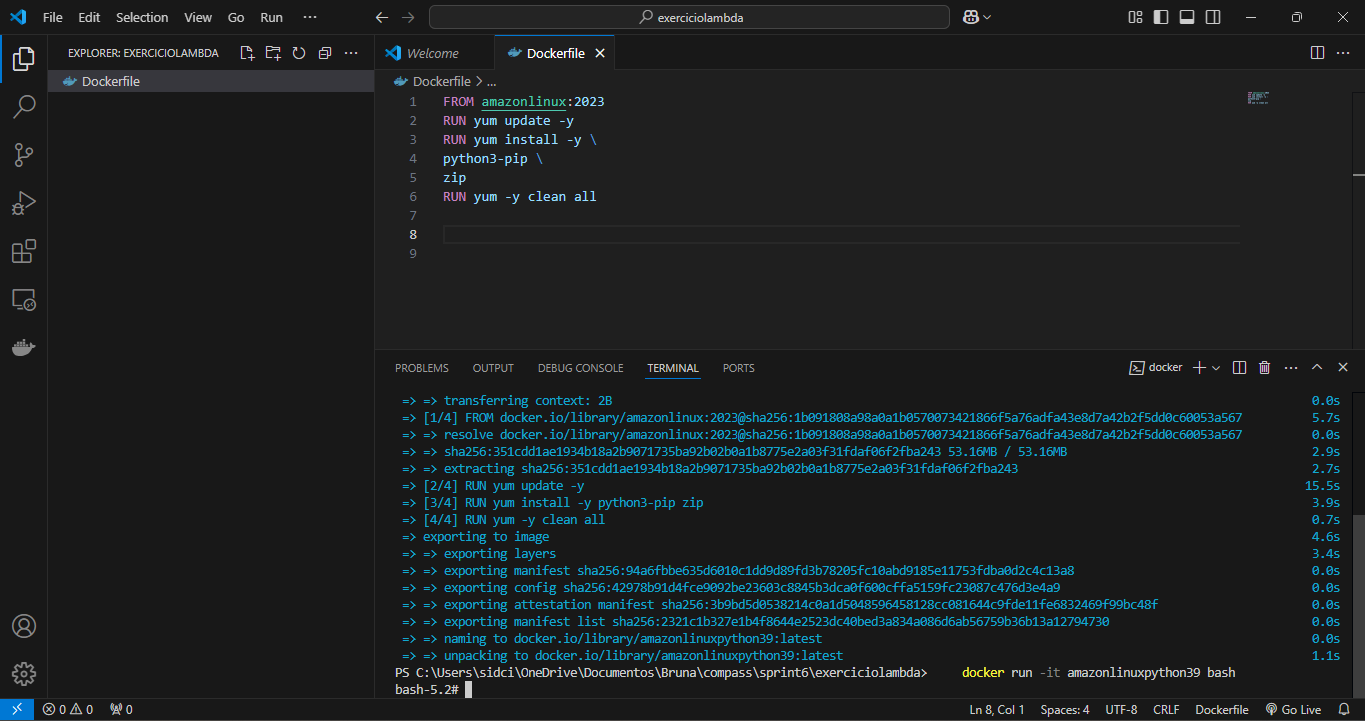 File Edit Selection View Go Run ··· exerciciolambda
EXPLORER: EXERCICIOLAMBDA
Dockerfile
Welcome Dockerfile
Dockerfile > ...
1 FROM amazonlinux:2023
2 RUN yum update -y
3 RUN yum install -y \
4 python3-pip \
5 zip
6 RUN yum -y clean all
7
8
9
PROBLEMS OUTPUT DEBUG CONSOLE TERMINAL PORTS docker
=> => transferring context: 2B 0.0s
=> [1/4] FROM docker.io/library/amazonlinux:2023@sha256:1b091808a98a0a1b0570073421866f5a76adfa43e8d7a42b2f5dd0c60053a567 5.7s
=> => resolve docker.io/library/amazonlinux:2023@sha256:1b091808a98a0a1b0570073421866f5a76adfa43e8d7a42b2f5dd0c60053a567 0.0s
=> => sha256:351cdd1ae1934b18a2b9071735ba92b02b0a1b8775e2a03f31fdaf06f2fba243 53.16MB / 53.16MB 2.9s
=> => extracting sha256:351cdd1ae1934b18a2b9071735ba92b02b0a1b8775e2a03f31fdaf06f2fba243 2.7s
=> [2/4] RUN yum update -y 15.5s
=> [3/4] RUN yum install -y python3-pip zip 3.9s
=> [4/4] RUN yum -y clean all 0.7s
=> exporting to image 4.6s
=> => exporting layers 3.4s
=> => exporting manifest sha256:94a6fbbe635d6010c1dd9d89fd3b78205fc10abd9185e11753fdba0d2c4c13a8 0.0s
=> => exporting config sha256:42978b91d4fce9092be23603c8845b3dca0f600cffa5159fc23087c476d3e4a9 0.0s
=> => exporting attestation manifest sha256:3b9bd5d0538214c0a1d5048596458128cc081644c9fde11fe6832469f99bc48f 0.0s
=> => exporting manifest list sha256:2321c1b327e1b4f8644e2523dc40bed3a834a086d6ab56759b36b13a12794730 0.0s
=> => naming to docker.io/library/amazonlinuxpython39:latest 0.0s
=> => unpacking to docker.io/library/amazonlinuxpython39:latest 1.1s
PS C:\Users\sidci\OneDrive\Documentos\Bruna\compass\sprint6\exerciciolambda> docker run -it amazonlinuxpython39 bash
bash-5.2#
0 0 0 Ln 8, Col 1 Spaces: 4 UTF-8 CRLF Dockerfile Go Live